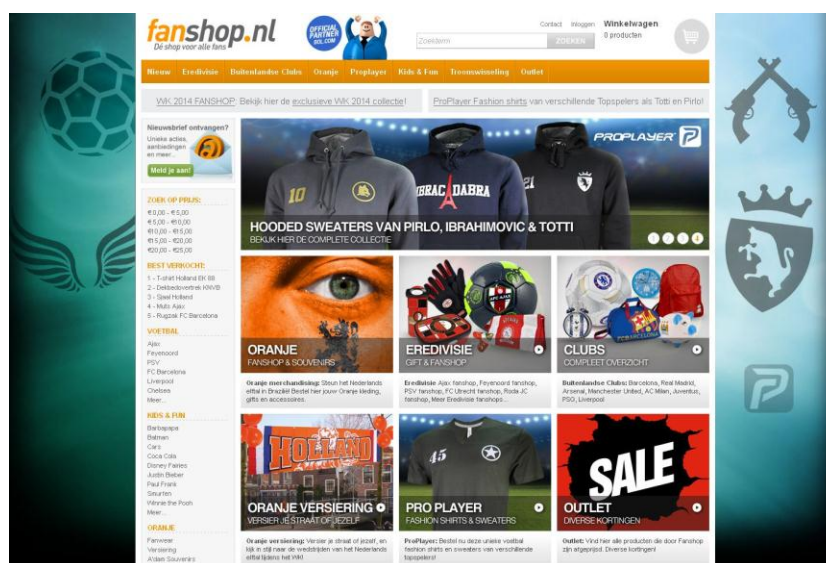 fanshop.nl
Dé shop voor alle fans
OFFICIAL
PARTNER
BOL.COM
Contact Inloggen
Winkelwagen
0 producten
Zoekterm
ZOEKEN
Nieuw Eredivisie Buitenlandse Clubs Oranje Proplayer Kids & Fun Treinwisseling Outlet
WK 2014 FANSHOP: Bekijk hier de exclusieve WK 2014 collectie!
ProPlayer Fashion shirts van verschillende Topspelers als Totti en Pirlo!
Nieuwsbrief ontvangen?
Unieke acties,
aanbiedingen
en meer...
Meld je aan!
PROPLAYER
10
IBRAC DABRA
21
HOODED SWEATERS VAN PIRLO, IBRAHIMOVIC & TOTTI
BEKIJK HIER DE COMPLETE COLLECTIE
1 2 3 4
ZOEK OP PRIJS:
€ 0,00 - € 5,00
€ 5,00 - €10,00
€10,00 - €15,00
€15,00 - €20,00
€20,00 - €25,00
BEST VERKOCHT:
1 - T-shirt Holland EK 88
2 - Dekbedovertrek KNVB
3 - Sjaal Holland
4 - Muts Ajax
5 - Rugzak FC Barcelona
VOETBAL
Ajax
Feyenoord
PSV
FC Barcelona
Liverpool
Chelsea
Meer...
KIDS & FUN
Barbapapa
Batman
Cars
Coca Cola
Disney Fairies
Justin Bieber
Paul Frank
Smurfen
Winnie the Pooh
Meer...
ORANJE
Fanwear
Versiering
A'dam Souvenirs
ORANJE
FANSHOP & SOUVENIRS
Oranje merchandising: Steun het Nederlands
elftal in Brazilië! Bestel hier jouw Oranje kleding,
gifts en accessoires.
EREDIVISIE
GIFT & FANSHOP
Eredivisie Ajax fanshop, Feyenoord fanshop,
PSV fanshop, FC Utrecht fanshop, Roda JC
fanshop, Meer Eredivisie fanshops...
CLUBS
COMPLEET OVERZICHT
Buitenlandse Clubs: Barcelona, Real Madrid,
Arsenal, Manchester United, AC Milan, Juventus,
PSG, Liverpool
HOLLAND
ORANJE VERSIERING
VERSIER JE STRAAT OF JEZELF
Oranje versiering: Versier je straat of jezelf, en
kijk in stijl naar de wedstrijden van het Nederlands
elftal tijdens het WK!
45
PRO PLAYER
FASHION SHIRTS & SWEATERS
ProPlayer: Bestel nu deze unieke voetbal
fashion shirts en sweaters van verschillende
topspelers!
SALE
OUTLET
DIVERSE KORTINGEN
Outlet: Vind hier alle producten die door Fanshop
zijn afgeprijsd. Diverse kortingen!